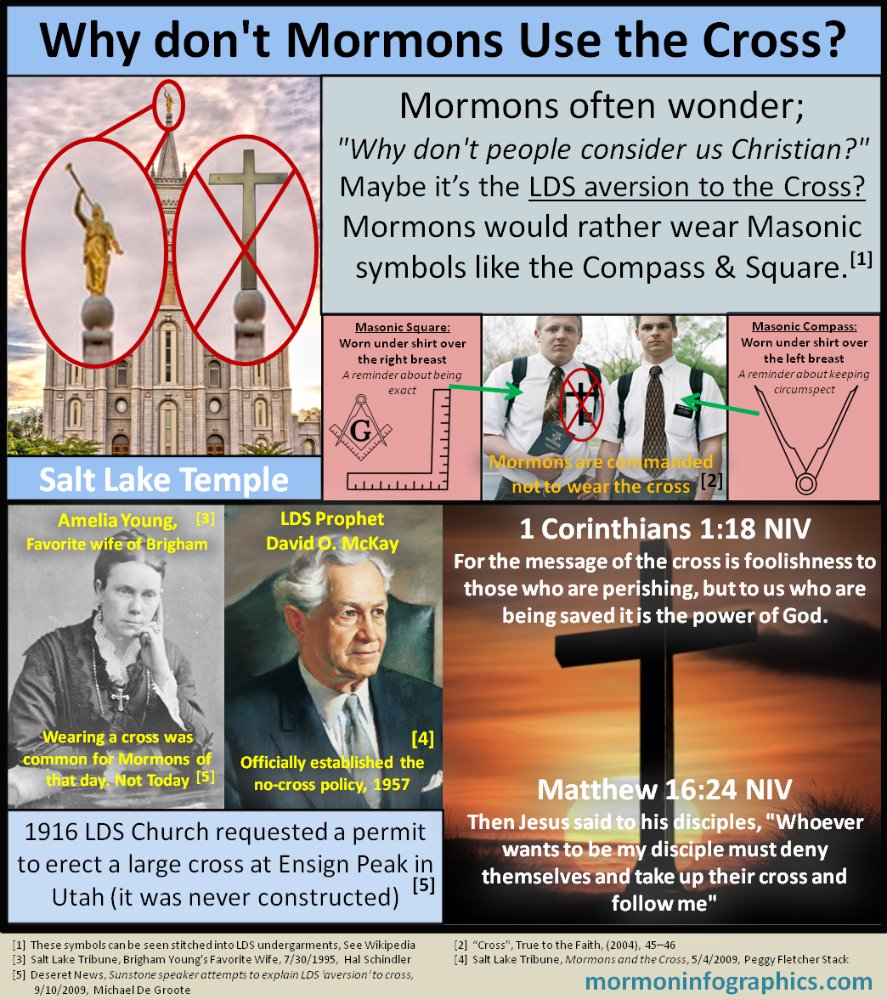 Why don't Mormons Use the Cross?
Mormons often wonder;
"Why don't people consider us Christian?"
Maybe it's the LDS aversion to the Cross?
Mormons would rather wear Masonic
symbols like the Compass & Square.[1]
Salt Lake Temple
Masonic Square:
Worn under shirt over
the right breast
A reminder about being
exact
G
Mormons are commanded
not to wear the cross [2]
Masonic Compass:
Worn under shirt over
the left breast
A reminder about keeping
circumspect
Amelia Young, [3]
Favorite wife of Brigham
Wearing a cross was
common for Mormons of
that day. Not Today [5]
LDS Prophet
David O. McKay
[4]
Officially established the
no-cross policy, 1957
1916 LDS Church requested a permit
to erect a large cross at Ensign Peak in
Utah (it was never constructed) [5]
1 Corinthians 1:18 NIV
For the message of the cross is foolishness to
those who are perishing, but to us who are
being saved it is the power of God.
Matthew 16:24 NIV
Then Jesus said to his disciples, "Whoever
wants to be my disciple must deny
themselves and take up their cross and
follow me"
[1] These symbols can be seen stitched into LDS undergarments, See Wikipedia
[3] Salt Lake Tribune, Brigham Young's Favorite Wife, 7/30/1995, Hal Schindler
[5] Deseret News, Sunstone speaker attempts to explain LDS 'aversion' to cross,
9/10/2009, Michael De Groote
[2] "Cross", True to the Faith, (2004), 45–46
[4] Salt Lake Tribune, Mormons and the Cross, 5/4/2009, Peggy Fletcher Stack
mormoninfographics.com